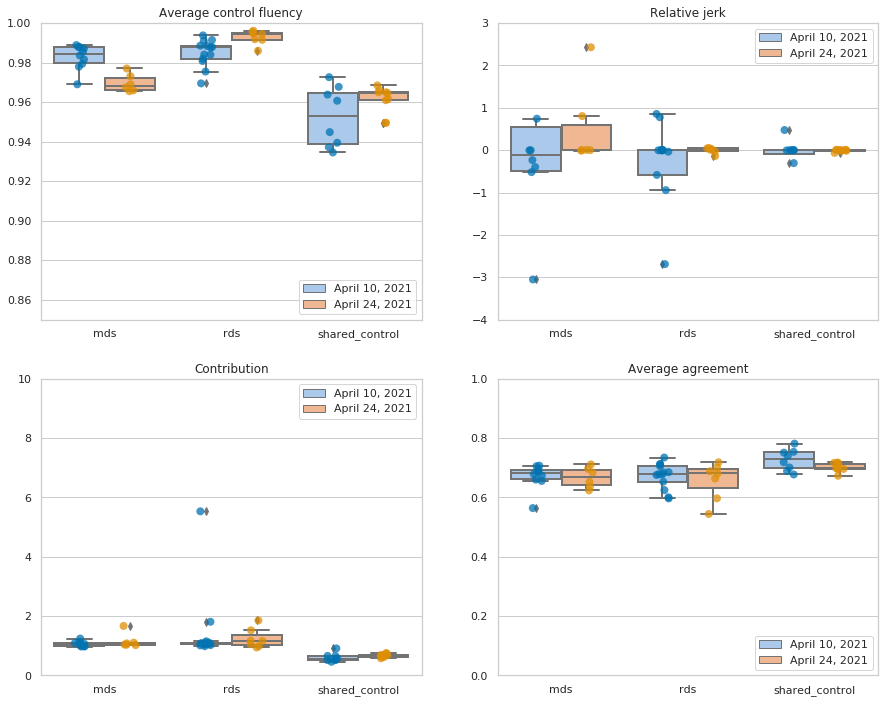 Average control fluency
1.00
0.98
0.96
0.94
0.92
0.90
0.88
0.86
April 10, 2021
April 24, 2021
mds rds shared_control
Relative jerk
3
2
1
0
−1
−2
−3
−4
April 10, 2021
April 24, 2021
mds rds shared_control
Contribution
10
8
6
4
2
0
April 10, 2021
April 24, 2021
mds rds shared_control
Average agreement
1.0
0.8
0.6
0.4
0.2
0.0
April 10, 2021
April 24, 2021
mds rds shared_control